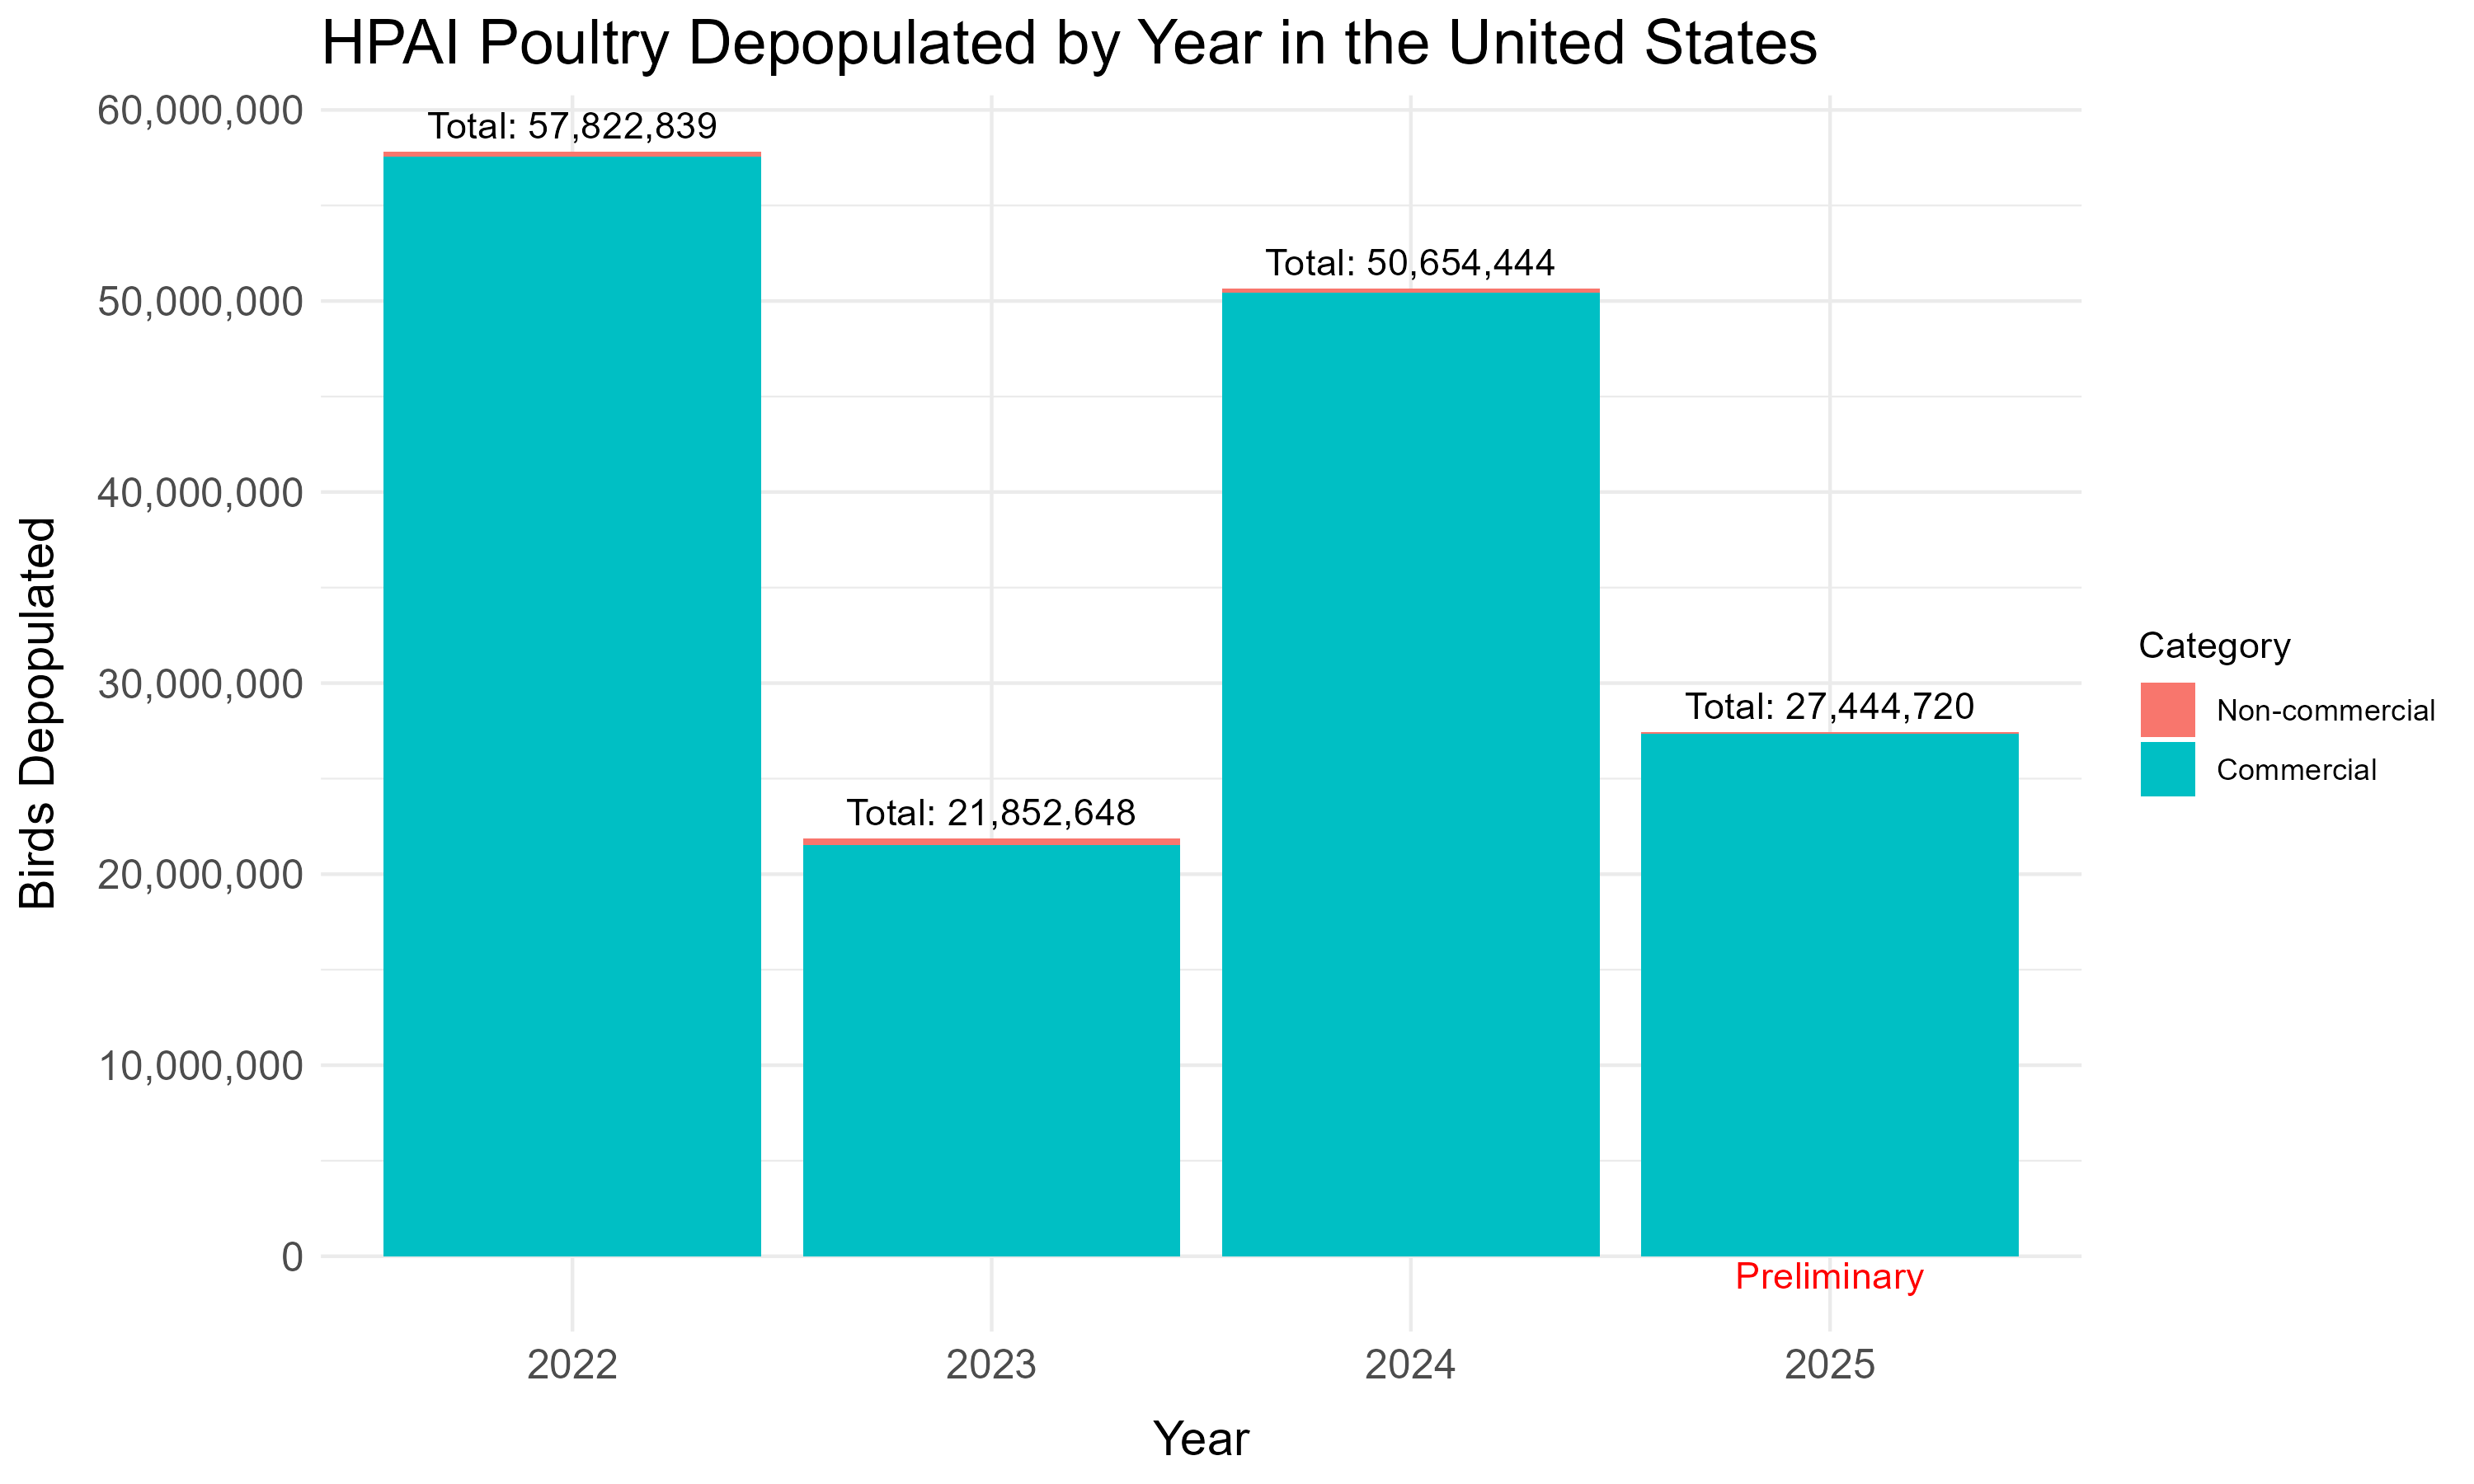 HPAI Poultry Depopulated by Year in the United States
60,000,000
50,000,000
40,000,000
30,000,000
20,000,000
10,000,000
0
Birds Depopulated
Total: 57,822,839
Total: 21,852,648
Total: 50,654,444
Total: 27,444,720
Preliminary
2022
2023
2024
2025
Year
Category
Non-commercial
Commercial